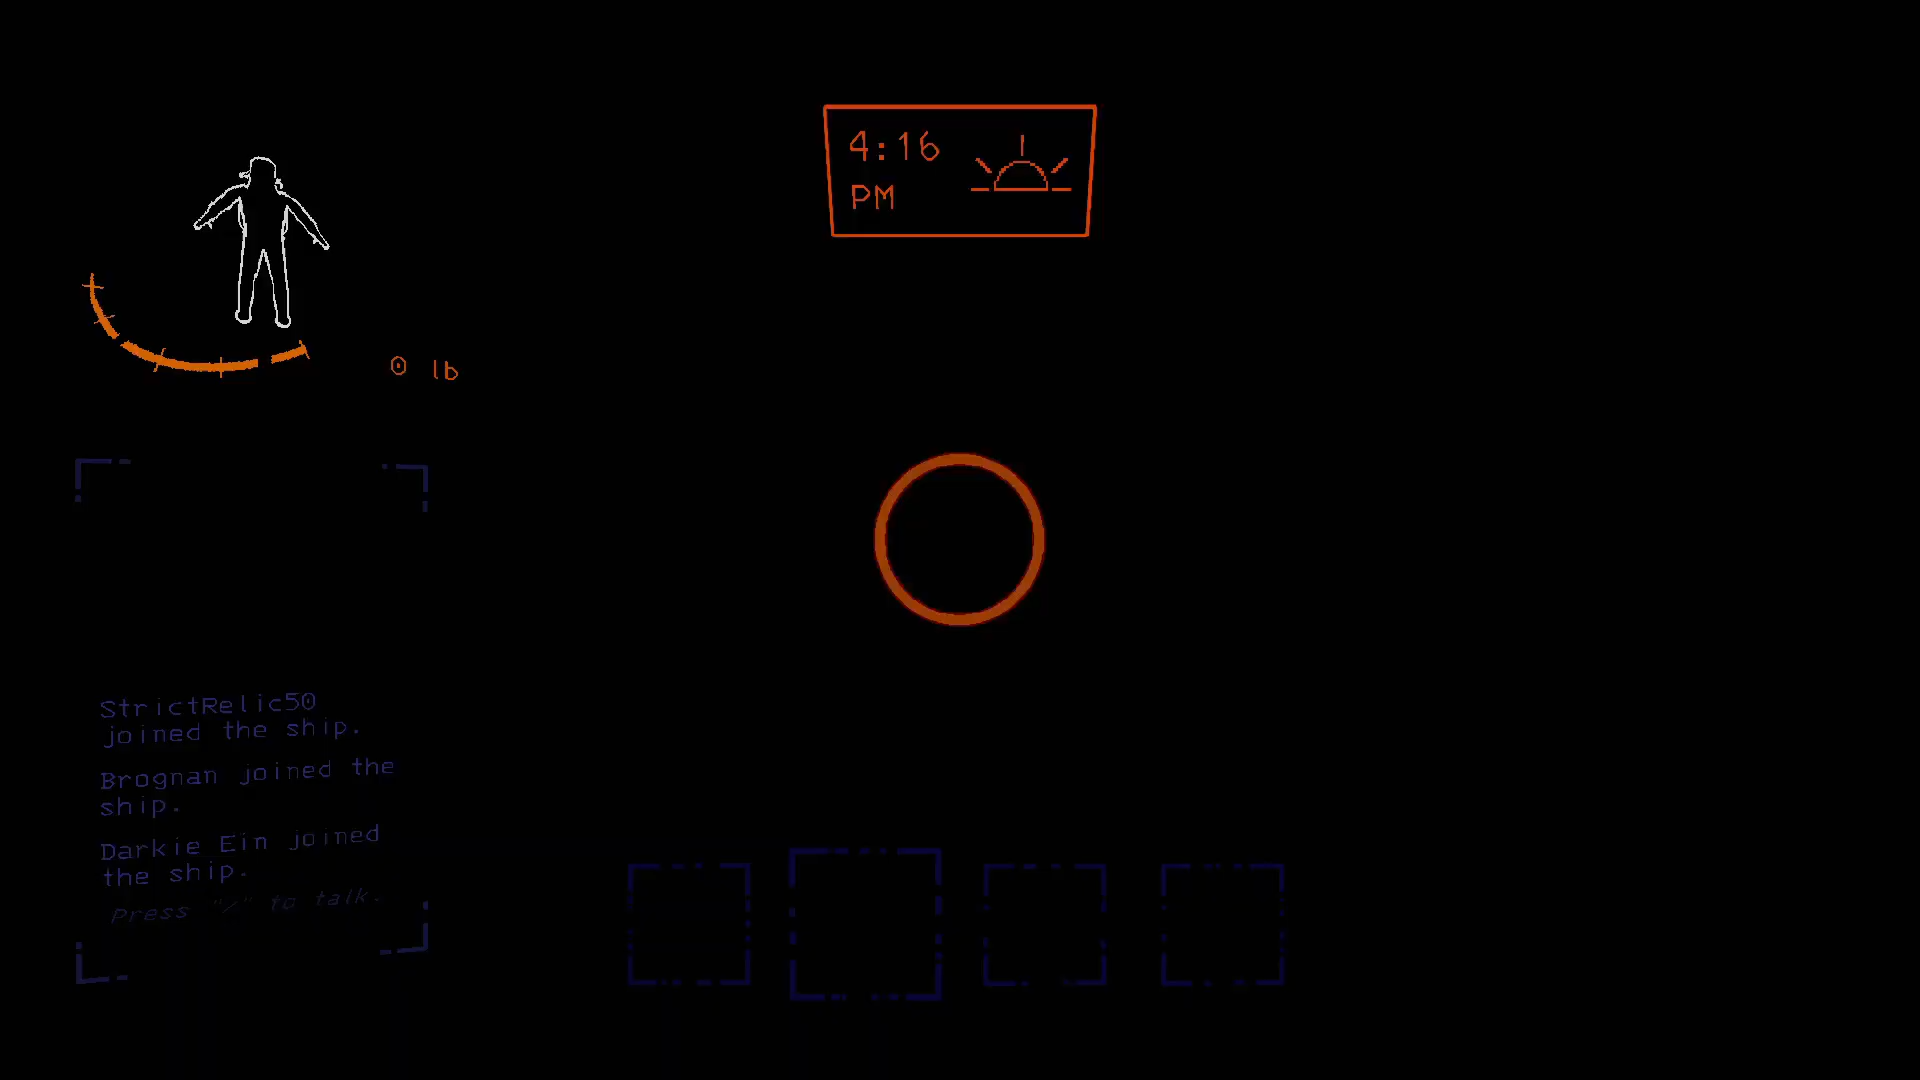 4:16
PM
0 lb
StrictRelic50
joined the ship.
Brognan joined the
ship.
Darkie Ein joined
the ship.
Press "/" to talk.